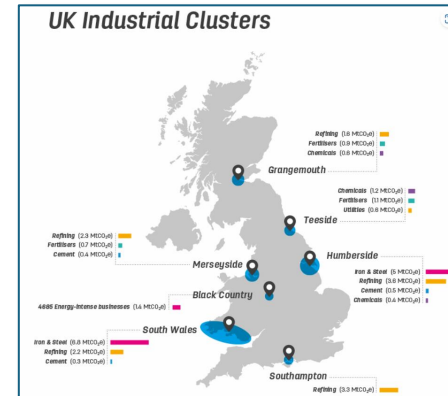 UK Industrial Clusters
Refining (1.8 MtCO₂e)
Fertilisers (0.9 MtCO₂e)
Chemicals (0.8 MtCO₂e)
Grangemouth
Chemicals (1.2 MtCO₂e)
Fertilisers (1.1 MtCO₂e)
Utilities (0.8 MtCO₂e)
Teeside
Refining (2.3 MtCO₂e)
Fertilisers (0.7 MtCO₂e)
Cement (0.4 MtCO₂e)
Merseyside
Humberside
Iron & Steel (5 MtCO₂e)
Refining (3.6 MtCO₂e)
Cement (0.5 MtCO₂e)
Chemicals (0.4 MtCO₂e)
Black Country
4665 Energy-Intense businesses (1.4 MtCO₂e)
South Wales
Iron & Steel (6.8 MtCO₂e)
Refining (2.2 MtCO₂e)
Cement (0.3 MtCO₂e)
Southampton
Refining (3.3 MtCO₂e)